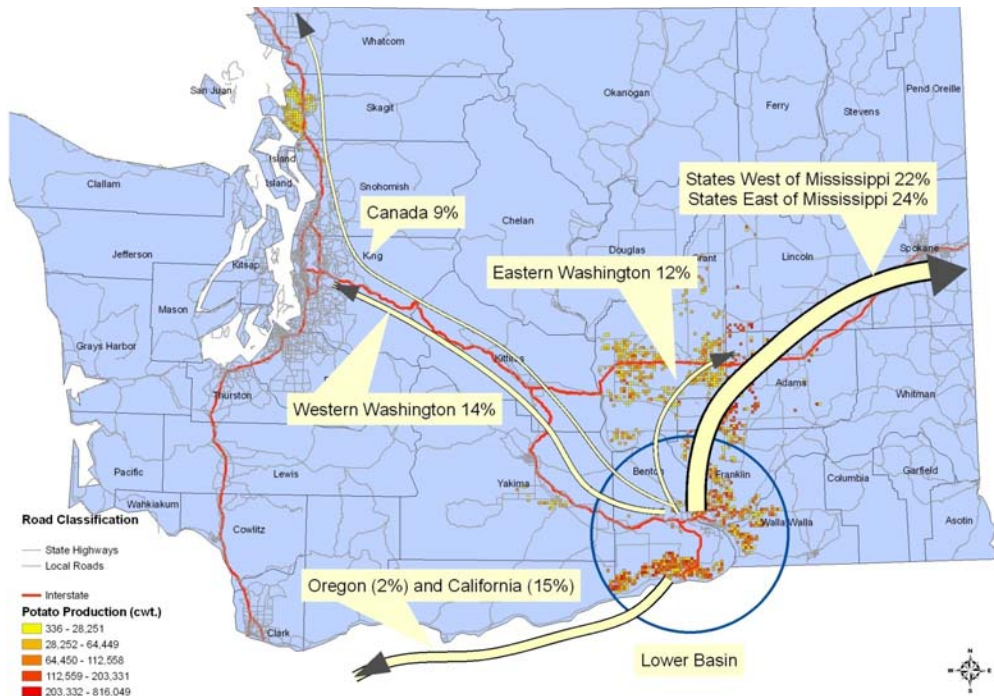 Whatcom
San Juan
Skagit
Okanogan
Ferry
Stevens
Pend Oreille
Island
Island
Clallam
Snohomish
Chelan
Jefferson
Kitsap
King
Douglas
Grant
Lincoln
Spokane
Mason
Grays Harbor
Thurston
Kittitas
Adams
Whitman
Pacific
Lewis
Yakima
Benton
Franklin
Columbia
Garfield
Wahkiakum
Cowlitz
Walla Walla
Asotin
Clark
States West of Mississippi 22%
States East of Mississippi 24%
Canada 9%
Eastern Washington 12%
Western Washington 14%
Oregon (2%) and California (15%)
Lower Basin
Road Classification
State Highways
Local Roads
Interstate
Potato Production (cwt.)
336 - 28,251
28,252 - 64,449
64,450 - 112,558
112,559 - 203,331
203,332 - 816,049
N
W
E
S